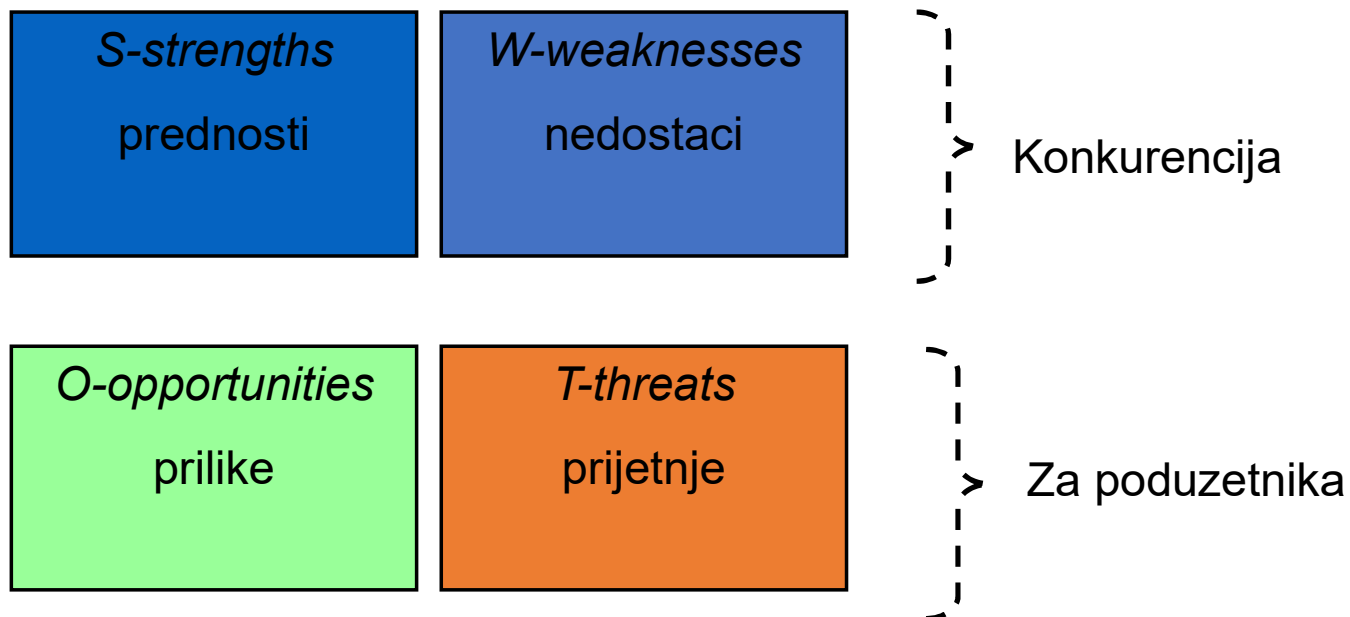 S-strengths
prednosti
W-weaknesses
nedostaci
Konkurencija
O-opportunities
prilike
T-threats
prijetnje
Za poduzetnika